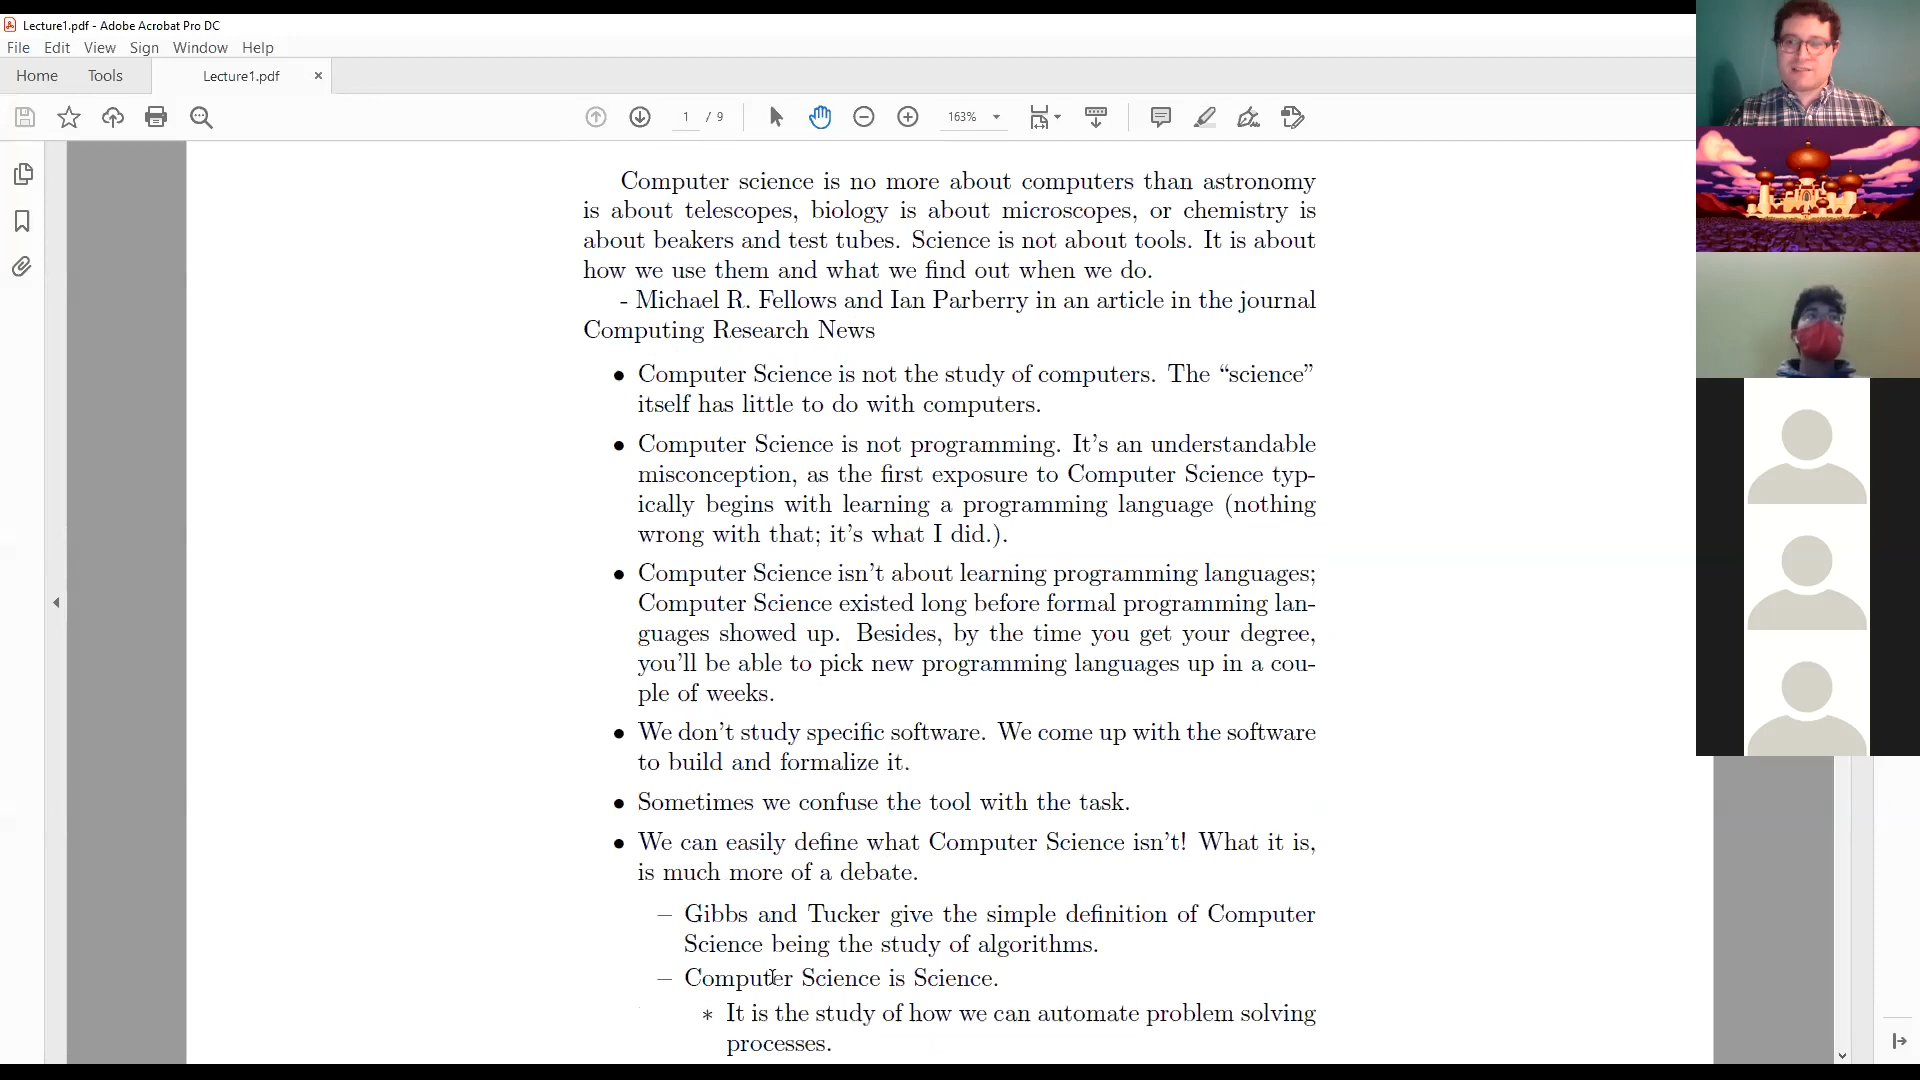 Lecture1.pdf - Adobe Acrobat Pro DC
File Edit View Sign Window Help
Home Tools Lecture1.pdf ×
1 / 9 163%
Computer science is no more about computers than astronomy
is about telescopes, biology is about microscopes, or chemistry is
about beakers and test tubes. Science is not about tools. It is about
how we use them and what we find out when we do.
- Michael R. Fellows and Ian Parberry in an article in the journal
Computing Research News
• Computer Science is not the study of computers. The “science”
itself has little to do with computers.
• Computer Science is not programming. It’s an understandable
misconception, as the first exposure to Computer Science typ-
ically begins with learning a programming language (nothing
wrong with that; it’s what I did.).
• Computer Science isn’t about learning programming languages;
Computer Science existed long before formal programming lan-
guages showed up. Besides, by the time you get your degree,
you’ll be able to pick new programming languages up in a cou-
ple of weeks.
• We don’t study specific software. We come up with the software
to build and formalize it.
• Sometimes we confuse the tool with the task.
• We can easily define what Computer Science isn’t! What it is,
is much more of a debate.
– Gibbs and Tucker give the simple definition of Computer
Science being the study of algorithms.
– Computer Science is Science.
∗ It is the study of how we can automate problem solving
processes.